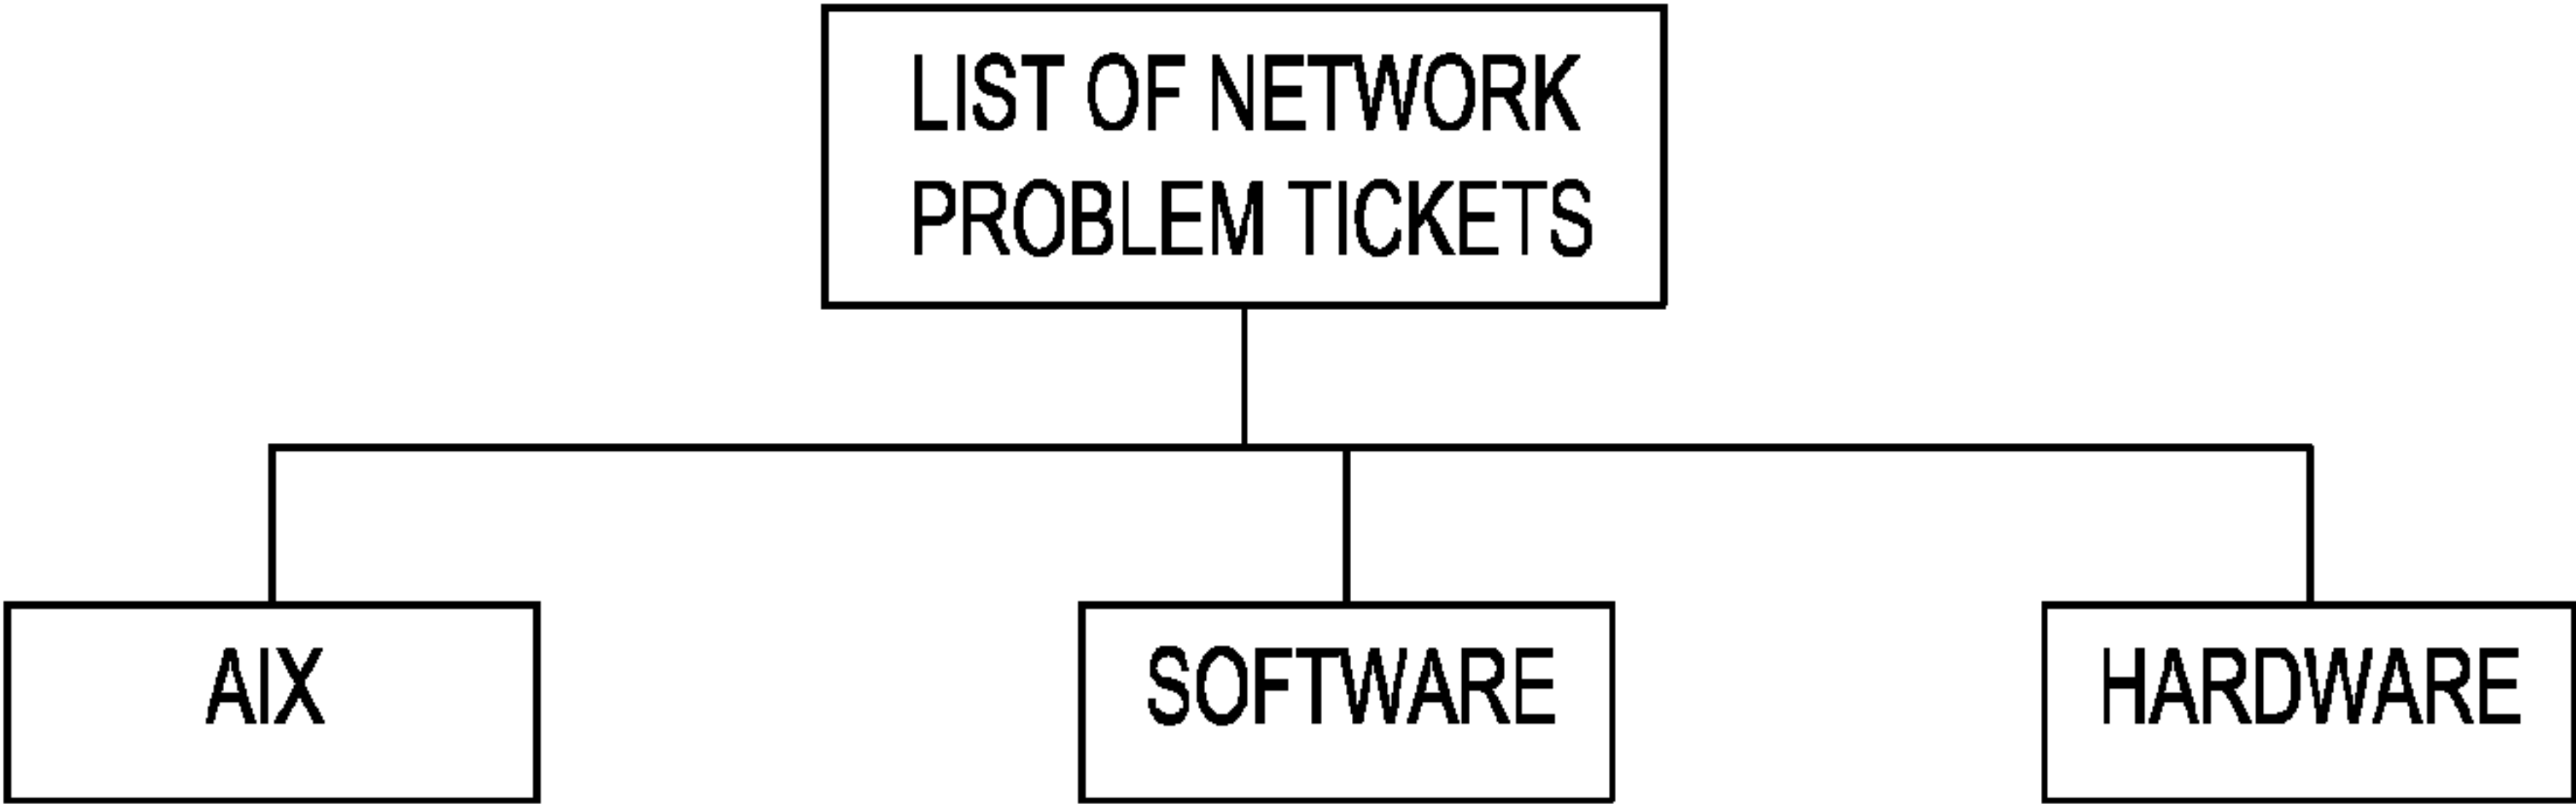 LIST OF NETWORK
PROBLEM TICKETS
AIX
SOFTWARE
HARDWARE